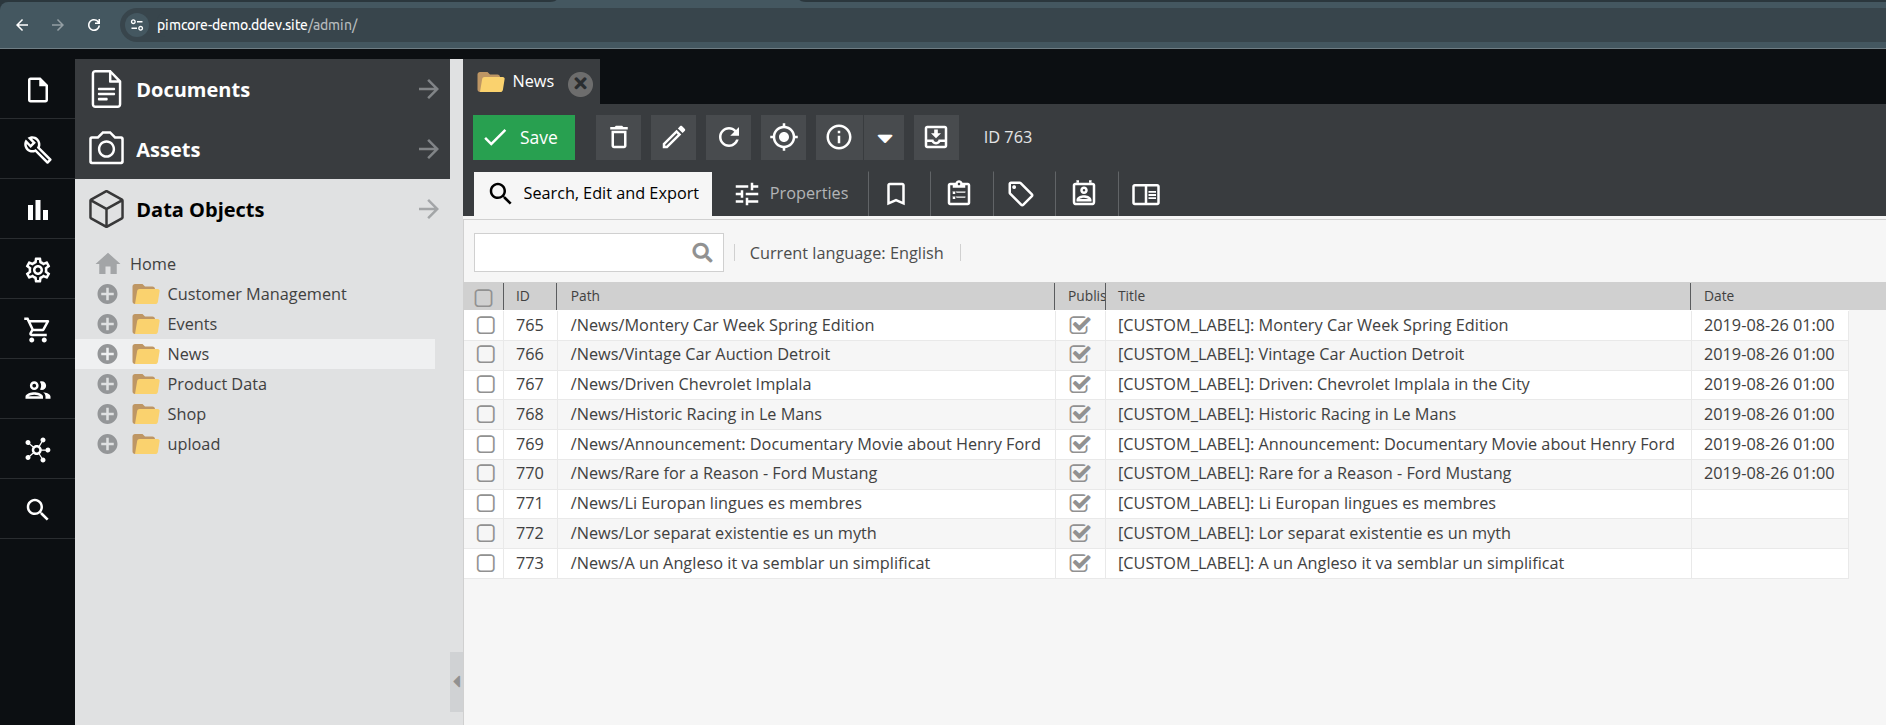 pimcore-demo.ddev.site/admin/
Documents
Assets
Data Objects
Home
Customer Management
Events
News
Product Data
Shop
upload
News
Save
ID 763
Search, Edit and Export
Properties
Current language: English
ID Path Publis Title Date
765 /News/Montery Car Week Spring Edition [CUSTOM_LABEL]: Montery Car Week Spring Edition 2019-08-26 01:00
766 /News/Vintage Car Auction Detroit [CUSTOM_LABEL]: Vintage Car Auction Detroit 2019-08-26 01:00
767 /News/Driven Chevrolet Implala [CUSTOM_LABEL]: Driven: Chevrolet Implala in the City 2019-08-26 01:00
768 /News/Historic Racing in Le Mans [CUSTOM_LABEL]: Historic Racing in Le Mans 2019-08-26 01:00
769 /News/Announcement: Documentary Movie about Henry Ford [CUSTOM_LABEL]: Announcement: Documentary Movie about Henry Ford 2019-08-26 01:00
770 /News/Rare for a Reason - Ford Mustang [CUSTOM_LABEL]: Rare for a Reason - Ford Mustang 2019-08-26 01:00
771 /News/Li Europan lingues es membres [CUSTOM_LABEL]: Li Europan lingues es membres
772 /News/Lor separat existentie es un myth [CUSTOM_LABEL]: Lor separat existentie es un myth
773 /News/A un Angleso it va semblar un simplificat [CUSTOM_LABEL]: A un Angleso it va semblar un simplificat